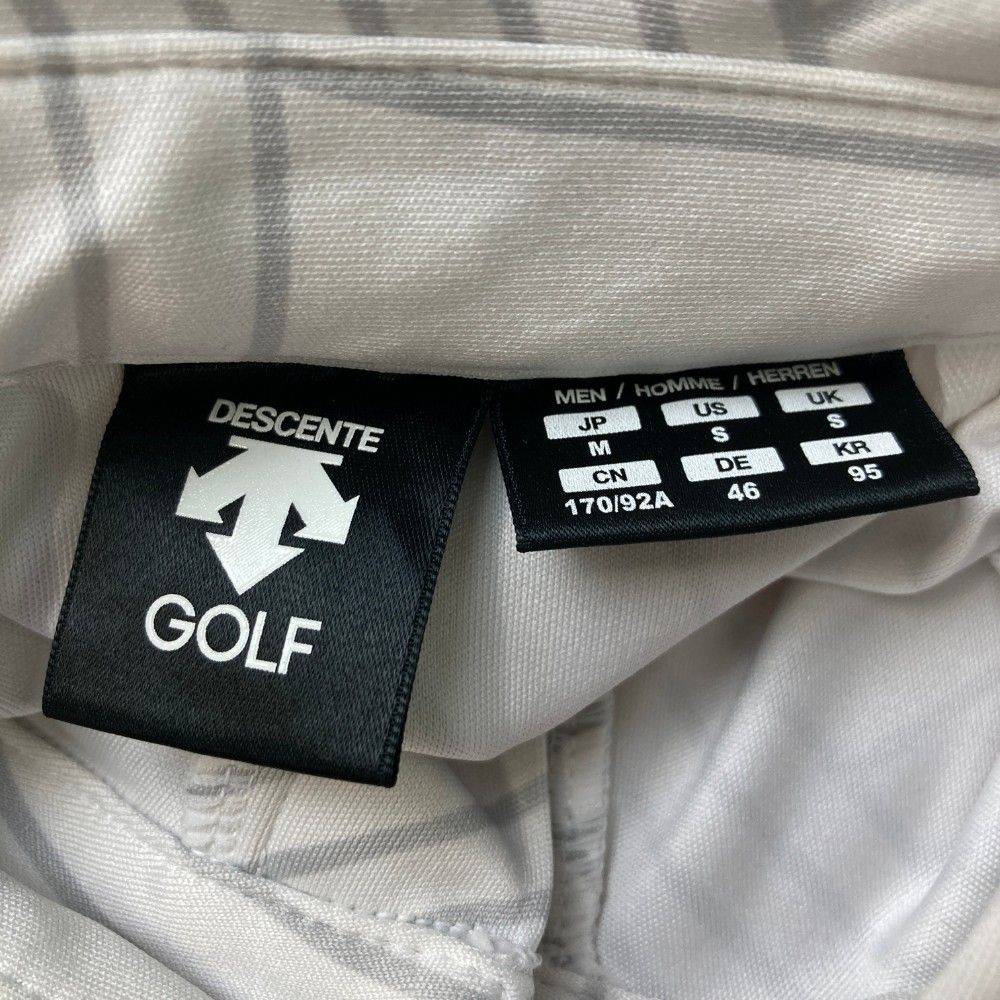 DESCENTE
GOLF
MEN / HOMME / HERREN
JP US UK
M S S
CN DE KR
170/92A 46 95